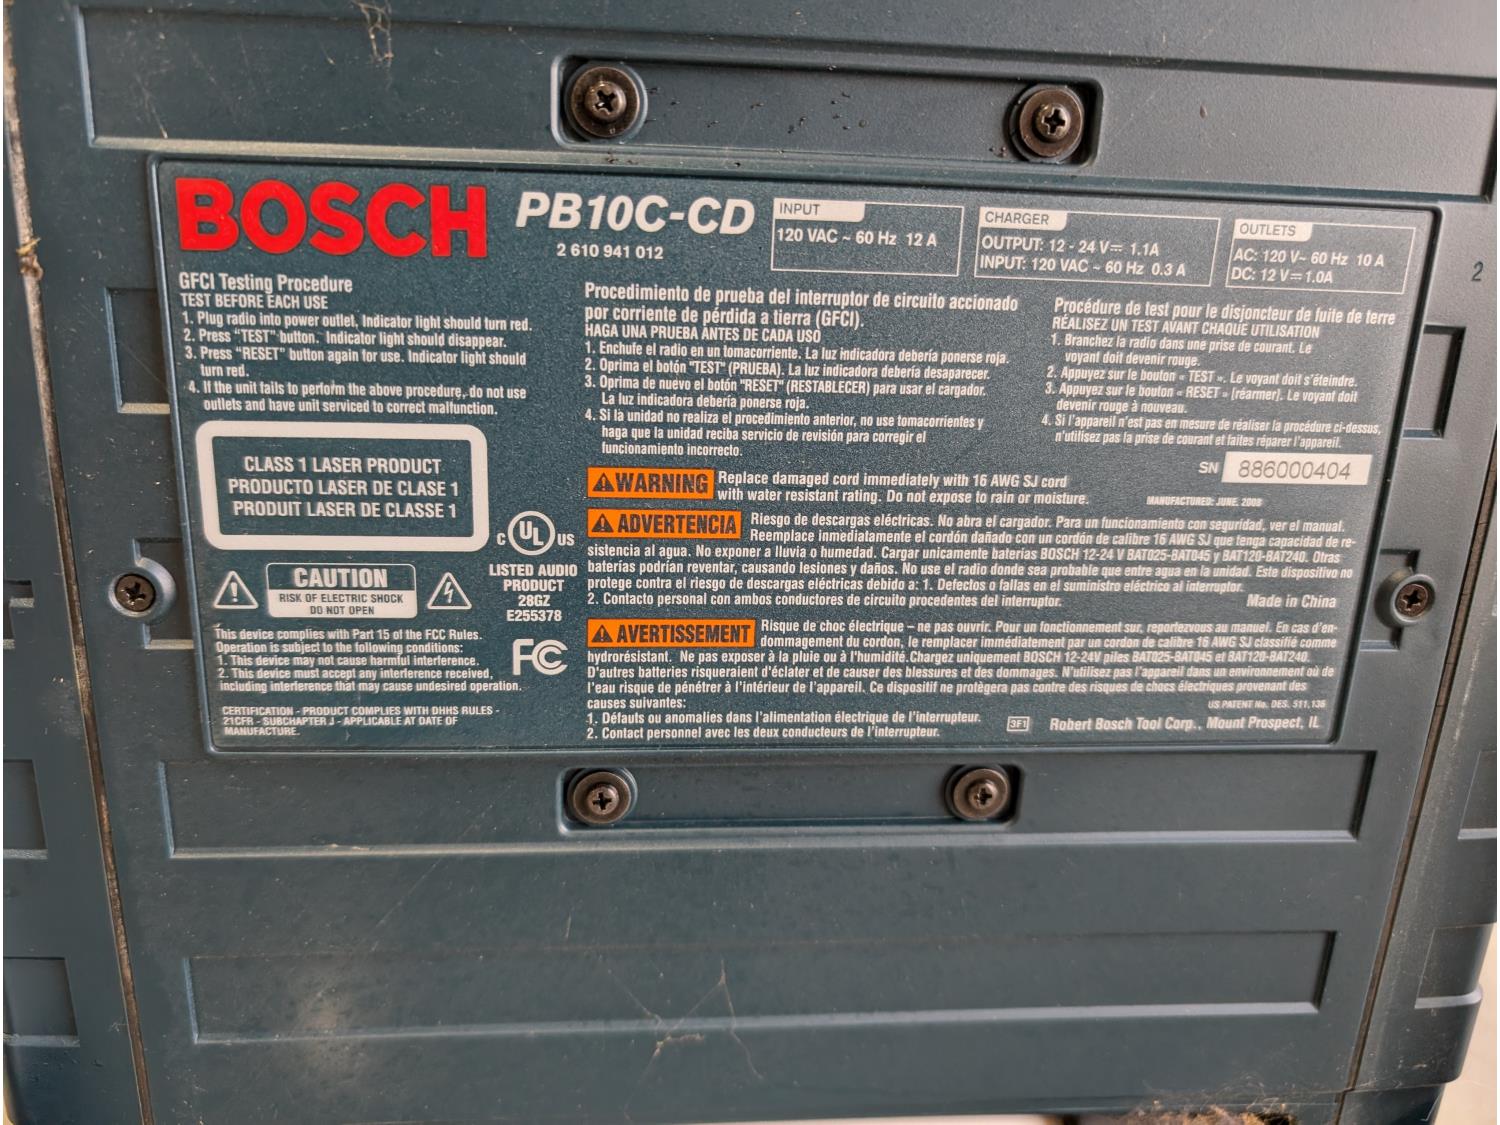 BOSCH
PB10C-CD
2 610 941 012
INPUT
120 VAC ~ 60 Hz 12 A
CHARGER
OUTPUT: 12 - 24 V⎓ 1.1A
INPUT: 120 VAC ~ 60 Hz 0.3 A
OUTLETS
AC: 120 V~ 60 Hz 10 A
DC: 12 V⎓1.0A
2
GFCI Testing Procedure
TEST BEFORE EACH USE
1. Plug radio into power outlet. Indicator light should turn red.
2. Press "TEST" button. Indicator light should disappear.
3. Press "RESET" button again for use. Indicator light should
turn red.
4. If the unit fails to perform the above procedure, do not use
outlets and have unit serviced to correct malfunction.
Procedimiento de prueba del interruptor de circuito accionado
por corriente de pérdida a tierra (GFCI).
HAGA UNA PRUEBA ANTES DE CADA USO
1. Enchufe el radio en un tomacorriente. La luz indicadora debería ponerse roja.
2. Oprima el botón "TEST" (PRUEBA). La luz indicadora debería desaparecer.
3. Oprima de nuevo el botón "RESET" (RESTABLECER) para usar el cargador.
La luz indicadora debería ponerse roja.
4. Si la unidad no realiza el procedimiento anterior, no use tomacorrientes y
haga que la unidad reciba servicio de revisión para corregir el
funcionamiento incorrecto.
Procédure de test pour le disjoncteur de fuite de terre
RÉALISEZ UN TEST AVANT CHAQUE UTILISATION
1. Branchez la radio dans une prise de courant. Le
voyant doit devenir rouge.
2. Appuyez sur le bouton « TEST ». Le voyant doit s'éteindre.
3. Appuyez sur le bouton « RESET » (réarmer). Le voyant doit
devenir rouge à nouveau.
4. Si l'appareil n'est pas en mesure de réaliser la procédure ci-dessus,
n'utilisez pas la prise de courant et faites réparer l'appareil.
SN 886000404
MANUFACTURED: JUNE, 2008
CLASS 1 LASER PRODUCT
PRODUCTO LASER DE CLASE 1
PRODUIT LASER DE CLASSE 1
C UL US
LISTED AUDIO
PRODUCT
28GZ
E255378
CAUTION
RISK OF ELECTRIC SHOCK
DO NOT OPEN
FC
This device complies with Part 15 of the FCC Rules.
Operation is subject to the following conditions:
1. This device may not cause harmful interference.
2. This device must accept any interference received,
including interference that may cause undesired operation.
CERTIFICATION - PRODUCT COMPLIES WITH DHHS RULES -
21CFR - SUBCHAPTER J - APPLICABLE AT DATE OF
MANUFACTURE.
WARNING Replace damaged cord immediately with 16 AWG SJ cord
with water resistant rating. Do not expose to rain or moisture.
ADVERTENCIA Riesgo de descargas eléctricas. No abra el cargador. Para un funcionamiento con seguridad, ver el manual.
Reemplace inmediatamente el cordón dañado con un cordón de calibre 16 AWG SJ que tenga capacidad de re-
sistencia al agua. No exponer a lluvia o humedad. Cargar unicamente baterías BOSCH 12-24 V BAT025-BAT045 y BAT120-BAT240. Otras
baterías podrían reventar, causando lesiones y daños. No use el radio donde sea probable que entre agua en la unidad. Este dispositivo no
protege contra el riesgo de descargas eléctricas debido a: 1. Defectos o fallas en el suministro eléctrico al interruptor.
2. Contacto personal con ambos conductores de circuito procedentes del interruptor.
Made in China
AVERTISSEMENT Risque de choc électrique – ne pas ouvrir. Pour un fonctionnement sur, reportezvous au manual. En cas d'en-
dommagement du cordon, le remplacer immédiatement par un cordon de calibre 16 AWG SJ classifié comme
hydrorésistant. Ne pas exposer à la pluie ou à l'humidité.Chargez uniquement BOSCH 12-24V piles BAT025-BAT045 et BAT120-BAT240.
D'autres batteries risqueraient d'éclater et de causer des blessures et des dommages. N'utilisez pas l'appareil dans un environnement où de
l'eau risque de pénétrer à l'intérieur de l'appareil. Ce dispositif ne protègera pas contre des risques de chocs électriques provenant des
causes suivantes:
1. Défauts ou anomalies dans l'alimentation électrique de l'interrupteur.
2. Contact personnel avec les deux conducteurs de l'interrupteur.
US PATENT No. DES. 511,136
3F1
Robert Bosch Tool Corp., Mount Prospect, IL